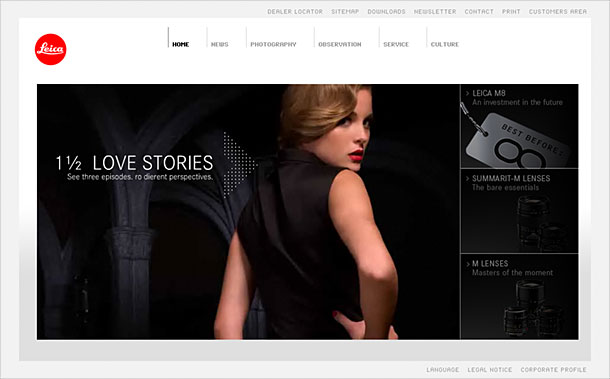 DEALER LOCATOR SITEMAP DOWNLOADS NEWSLETTER CONTACT PRINT CUSTOMERS AREA
Leica
HOME NEWS PHOTOGRAPHY OBSERVATION SERVICE CULTURE
1½ LOVE STORIES
See three episodes. ro dierent perspectives.
> LEICA M8
An investment in the future
BEST BEFORE:
> SUMMARIT-M LENSES
The bare essentials
> M LENSES
Masters of the moment
LANGUAGE LEGAL NOTICE CORPORATE PROFILE